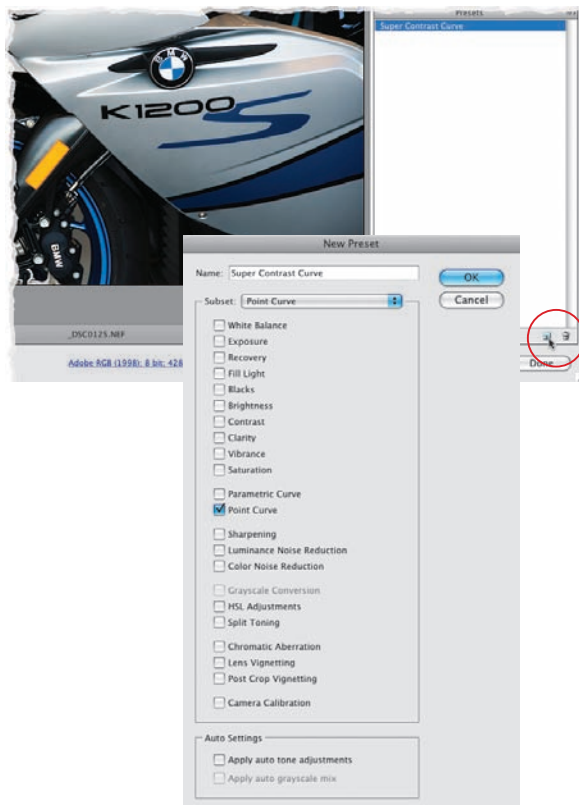 Presets
Super Contrast Curve
BMW
K1200 S
BMW
New Preset
Name: Super Contrast Curve
OK
Subset: Point Curve
Cancel
White Balance
Exposure
Recovery
Fill Light
Blacks
Brightness
Contrast
Clarity
Vibrance
Saturation
Parametric Curve
Point Curve
Sharpening
Luminance Noise Reduction
Color Noise Reduction
Grayscale Conversion
HSL Adjustments
Split Toning
Chromatic Aberration
Lens Vignetting
Post Crop Vignetting
Camera Calibration
Auto Settings
Apply auto tone adjustments
Apply auto grayscale mix
_DSC0125.NEF
Adobe RGB (1998); 8 bit; 428
Done